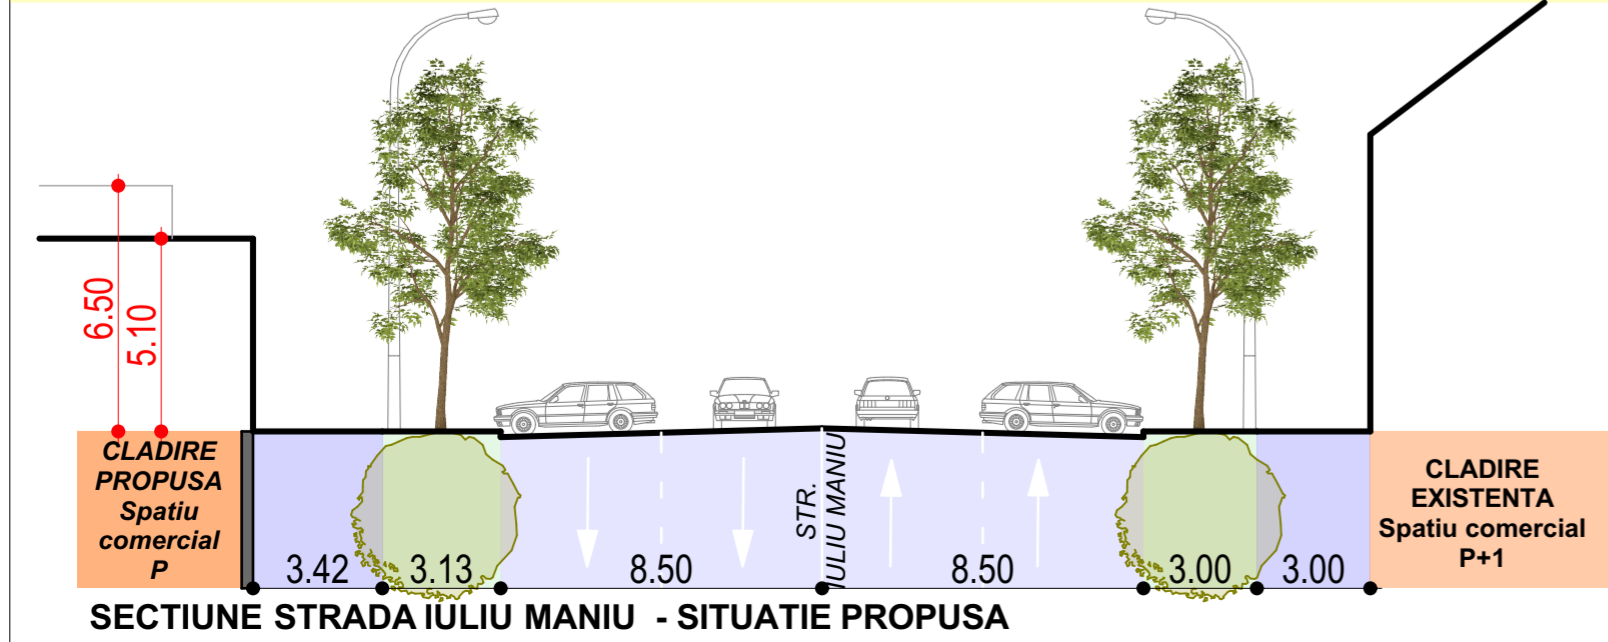 6.50
5.10
CLADIRE
PROPUSA
Spatiu
comercial
P
3.42
3.13
8.50
STR.
IULIU MANIU
8.50
3.00
3.00
CLADIRE
EXISTENTA
Spatiu comercial
P+1
SECTIUNE STRADA IULIU MANIU - SITUATIE PROPUSA